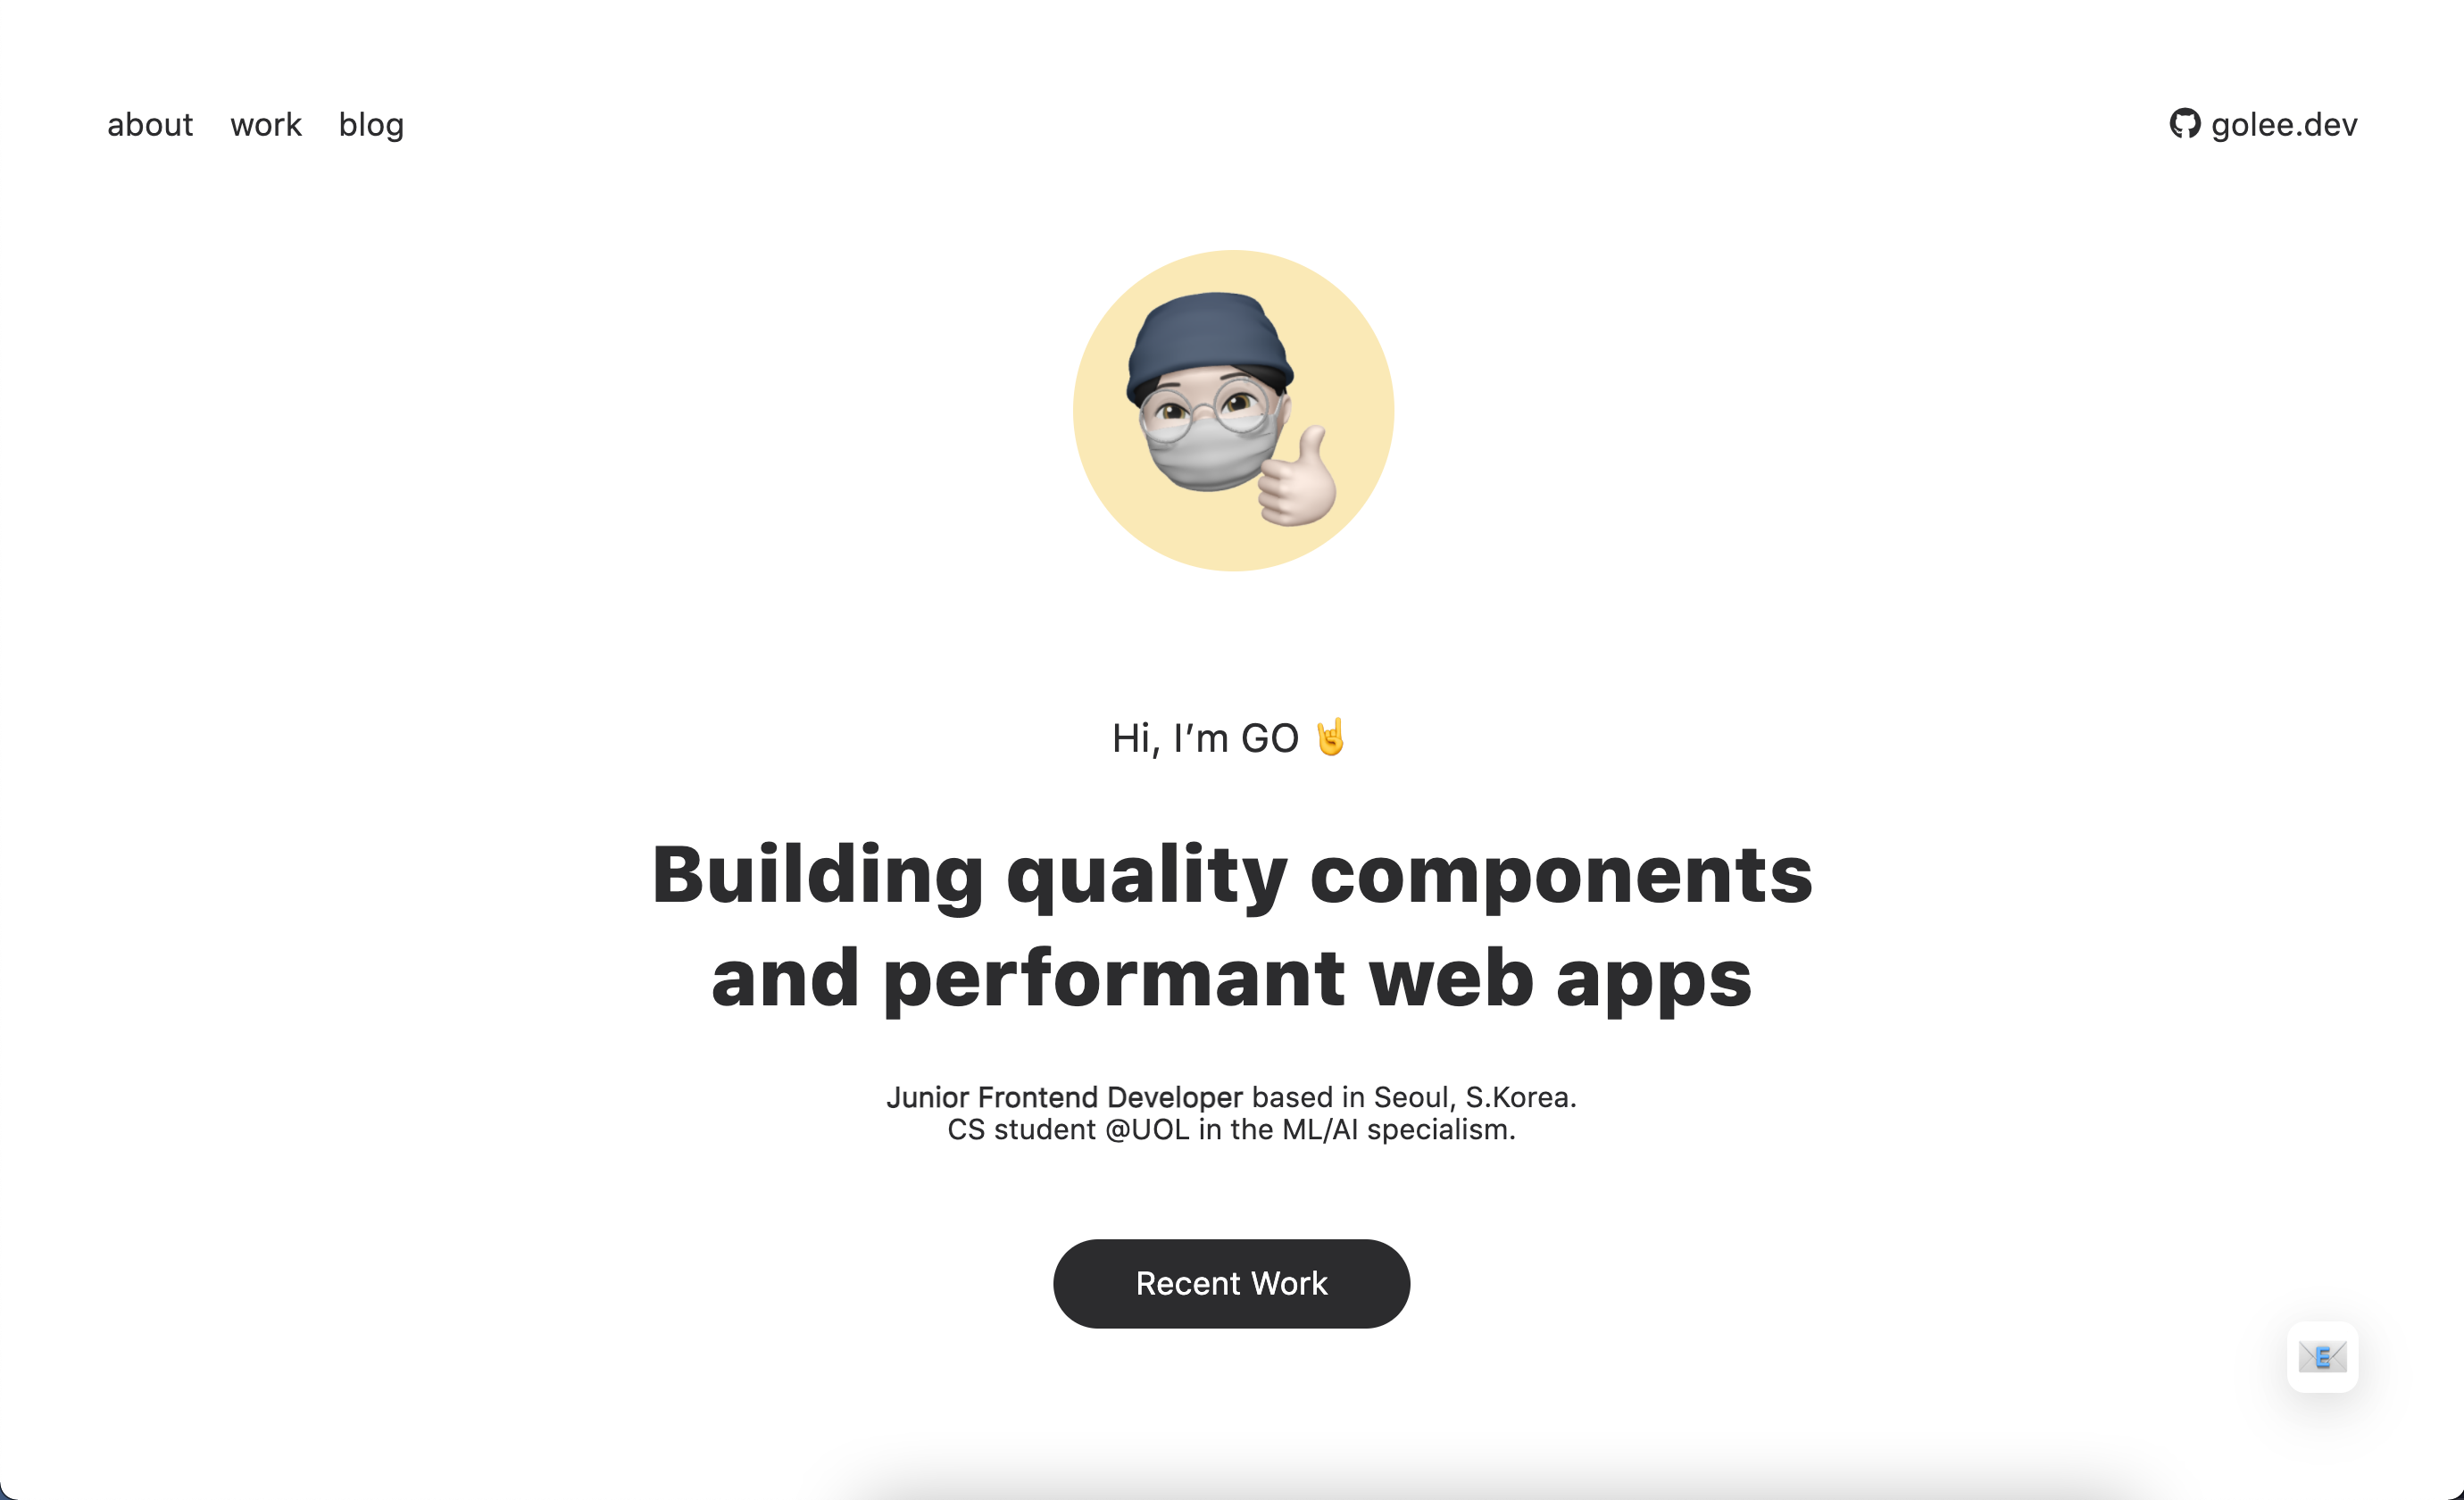 about work blog
golee.dev
Hi, I’m GO 🤘
Building quality components
and performant web apps
Junior Frontend Developer based in Seoul, S.Korea.
CS student @UOL in the ML/AI specialism.
Recent Work
E